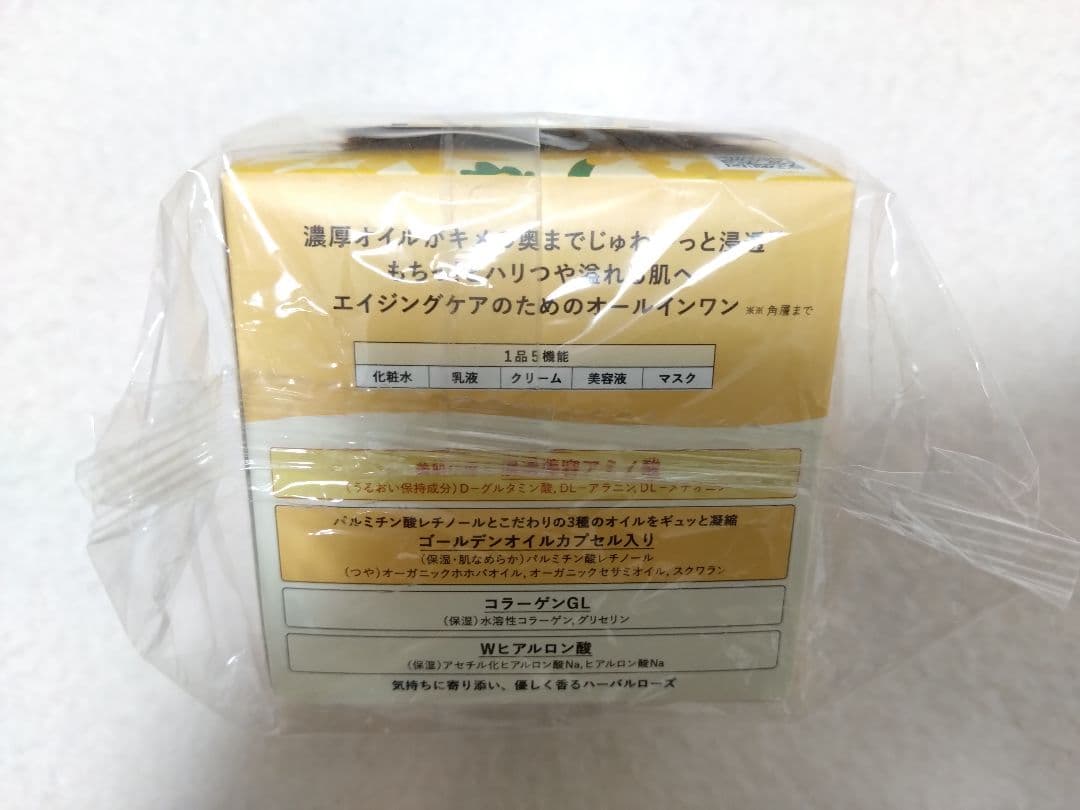 濃厚オイルがキメの奥までじゅわーっと浸透
もちっとハリつや溢れる肌へ
エイジングケアのためのオールインワン ※※角層まで
1品5機能
化粧水 乳液 クリーム 美容液 マスク
美容アミノ酸
(うるおい保持成分)D-グルタミン酸,DL-アラニン,DL-
パルミチン酸レチノールとこだわりの3種のオイルをギュッと凝縮
ゴールデンオイルカプセル入り
(保湿・肌なめらか)パルミチン酸レチノール
(つや)オーガニックホホバオイル,オーガニックセサミオイル,スクワラン
コラーゲンGL
(保湿)水溶性コラーゲン,グリセリン
Wヒアルロン酸
(保湿)アセチル化ヒアルロン酸Na,ヒアルロン酸Na
気持ちに寄り添い、優しく香るハーバルローズ